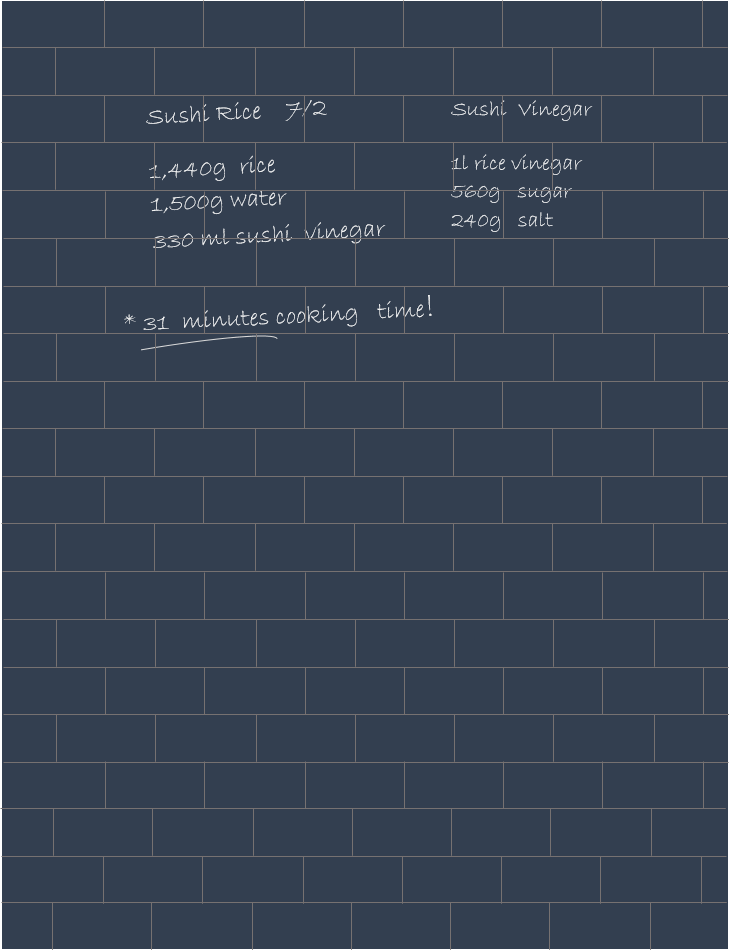 Sushi Rice 7/2
1,440g rice
1,500g water
330 ml sushi vinegar
* 31 minutes cooking time!
Sushi Vinegar
1l rice vinegar
560g sugar
240g salt